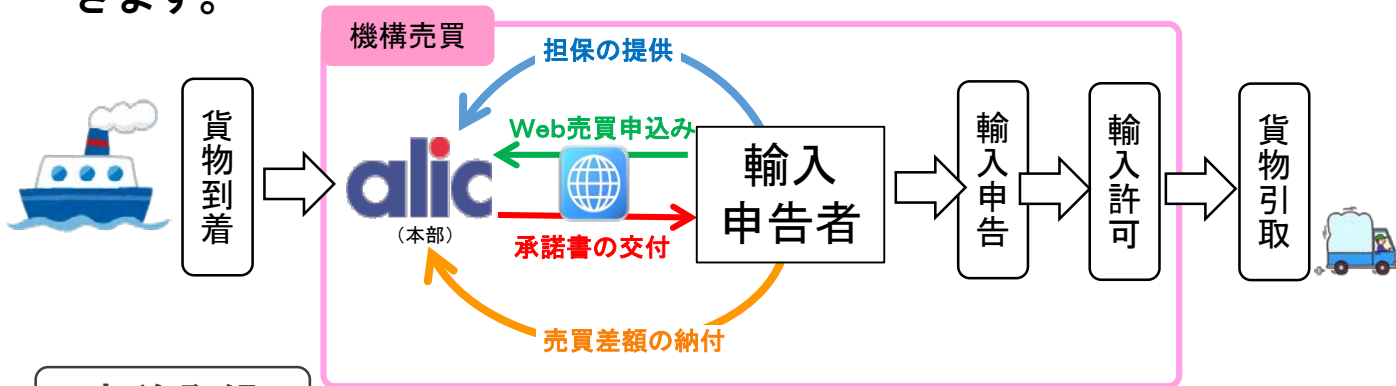 きます。
機構売買
担保の提供
Web売買申込み
貨物到着
alic
（本部）
輸入
申告者
承諾書の交付
売買差額の納付
輸入申告
輸入許可
貨物引取